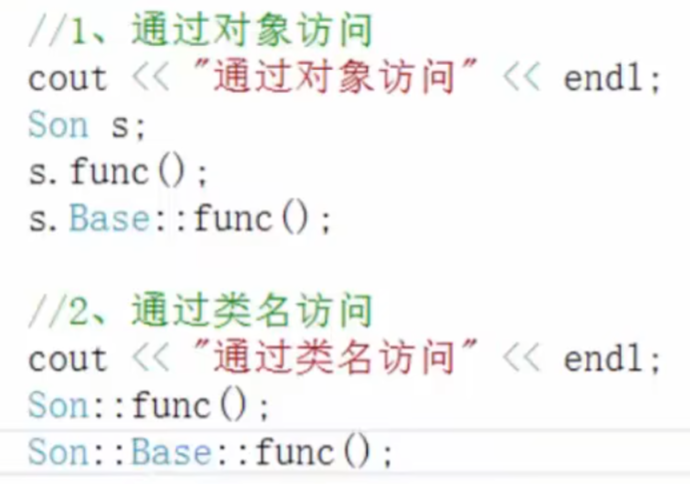 //1、通过对象访问
cout << "通过对象访问" << endl;
Son s;
s.func();
s.Base::func();
//2、通过类名访问
cout << "通过类名访问" << endl;
Son::func();
Son::Base::func();